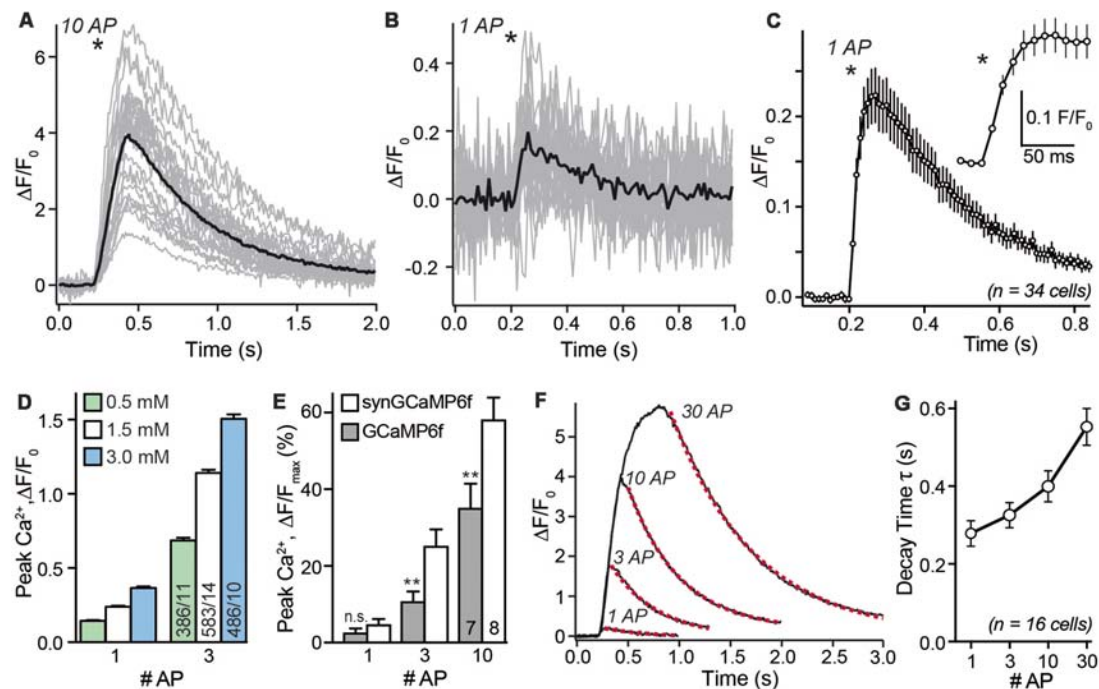 A
10 AP
*
6
4
2
0
ΔF/F0
0.0 0.5 1.0 1.5 2.0
Time (s)
B
1 AP
*
0.4
0.2
0.0
-0.2
ΔF/F0
0.0 0.2 0.4 0.6 0.8 1.0
Time (s)
C
1 AP
*
*
0.1 F/F0
50 ms
0.2
0.1
0.0
ΔF/F0
(n = 34 cells)
0.2 0.4 0.6 0.8
Time (s)
D
0.5 mM
1.5 mM
3.0 mM
1.5
1.0
0.5
0.0
Peak Ca2+, ΔF/F0
386/11
583/14
486/10
1 3
# AP
E
synGCaMP6f
GCaMP6f
60
40
20
0
Peak Ca2+, ΔF/Fmax (%)
n.s.
**
**
7 8
1 3 10
# AP
F
30 AP
10 AP
3 AP
1 AP
5
4
3
2
1
0
ΔF/F0
0.0 0.5 1.0 1.5 2.0 2.5 3.0
Time (s)
G
0.6
0.4
0.2
0.0
Decay Time τ (s)
(n = 16 cells)
1 3 10 30
# AP